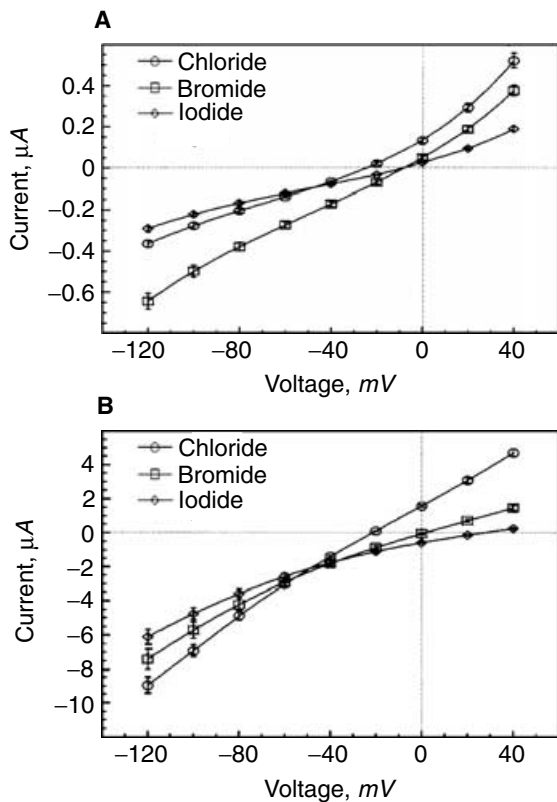 A
Chloride
Bromide
Iodide
0.4
0.2
0
−0.2
−0.4
−0.6
Current, μA
−120 −80 −40 0 40
Voltage, mV
B
Chloride
Bromide
Iodide
4
2
0
−2
−4
−6
−8
−10
Current, μA
−120 −80 −40 0 40
Voltage, mV